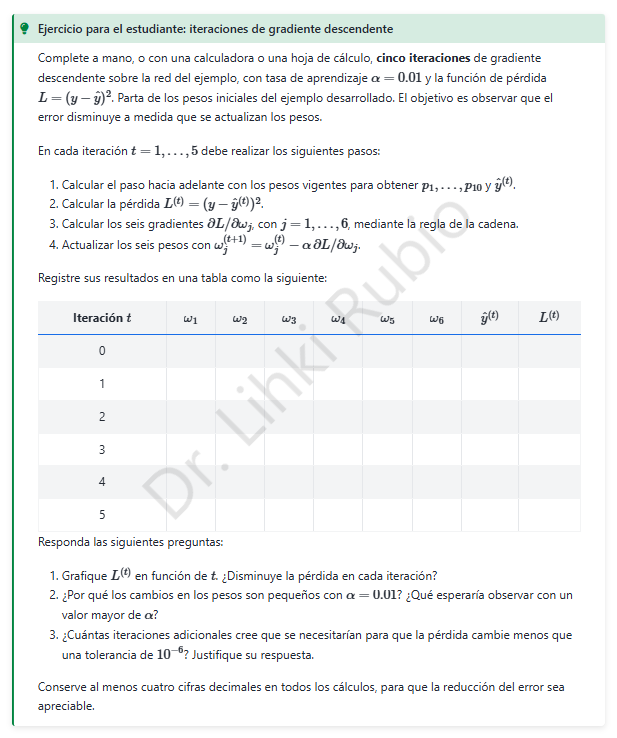 Ejercicio para el estudiante: iteraciones de gradiente descendente
Complete a mano, o con una calculadora o una hoja de cálculo, cinco iteraciones de gradiente
descendente sobre la red del ejemplo, con tasa de aprendizaje α = 0.01 y la función de pérdida
L = (y − ŷ)². Parta de los pesos iniciales del ejemplo desarrollado. El objetivo es observar que el
error disminuye a medida que se actualizan los pesos.
En cada iteración t = 1, . . . , 5 debe realizar los siguientes pasos:
1. Calcular el paso hacia adelante con los pesos vigentes para obtener p₁, . . . , p₁₀ y ŷ⁽ᵗ⁾.
2. Calcular la pérdida L⁽ᵗ⁾ = (y − ŷ⁽ᵗ⁾)².
3. Calcular los seis gradientes ∂L/∂ωⱼ, con j = 1, . . . , 6, mediante la regla de la cadena.
4. Actualizar los seis pesos con ωⱼ⁽ᵗ⁺¹⁾ = ωⱼ⁽ᵗ⁾ − α ∂L/∂ωⱼ.
Registre sus resultados en una tabla como la siguiente:
Iteración t ω₁ ω₂ ω₃ ω₄ ω₅ ω₆ ŷ⁽ᵗ⁾ L⁽ᵗ⁾
0
1
2
3
4
5
Dr. Lihki Rubio
Responda las siguientes preguntas:
1. Grafique L⁽ᵗ⁾ en función de t. ¿Disminuye la pérdida en cada iteración?
2. ¿Por qué los cambios en los pesos son pequeños con α = 0.01? ¿Qué esperaría observar con un
valor mayor de α?
3. ¿Cuántas iteraciones adicionales cree que se necesitarían para que la pérdida cambie menos que
una tolerancia de 10⁻⁶? Justifique su respuesta.
Conserve al menos cuatro cifras decimales en todos los cálculos, para que la reducción del error sea
apreciable.